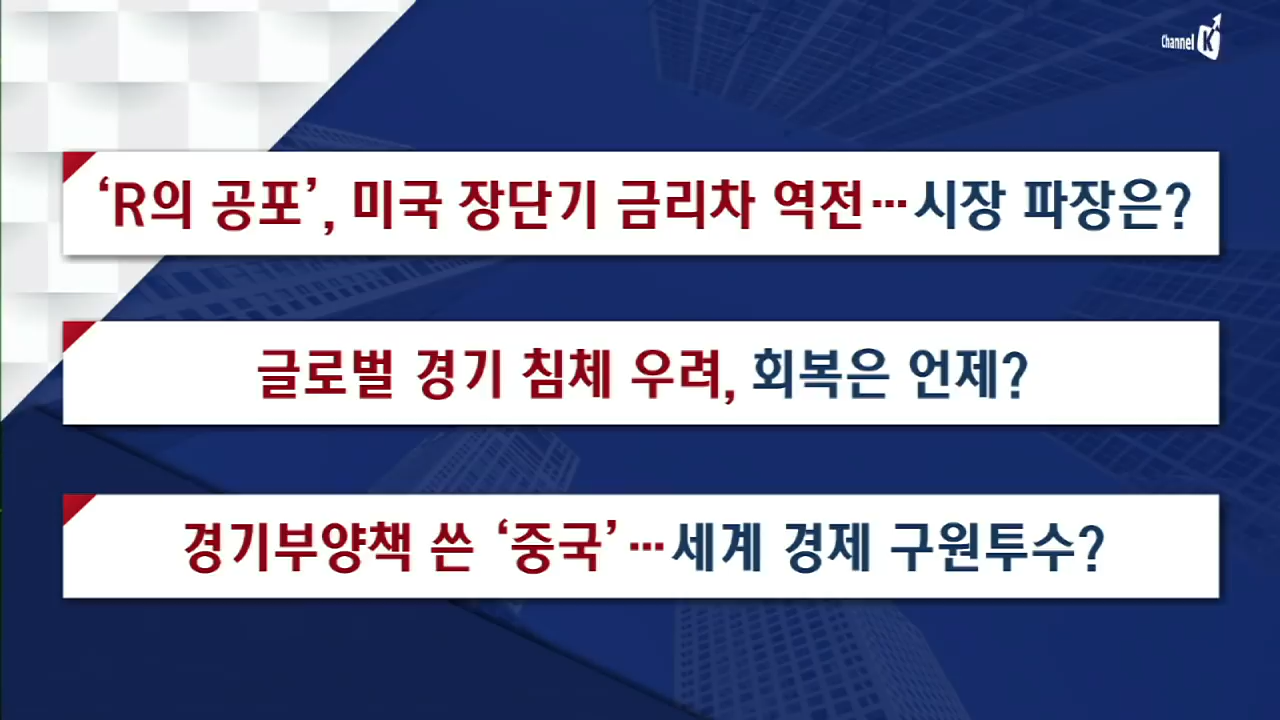 Channel K
‘R의 공포’, 미국 장단기 금리차 역전…시장 파장은?
글로벌 경기 침체 우려, 회복은 언제?
경기부양책 쓴 ‘중국’…세계 경제 구원투수?